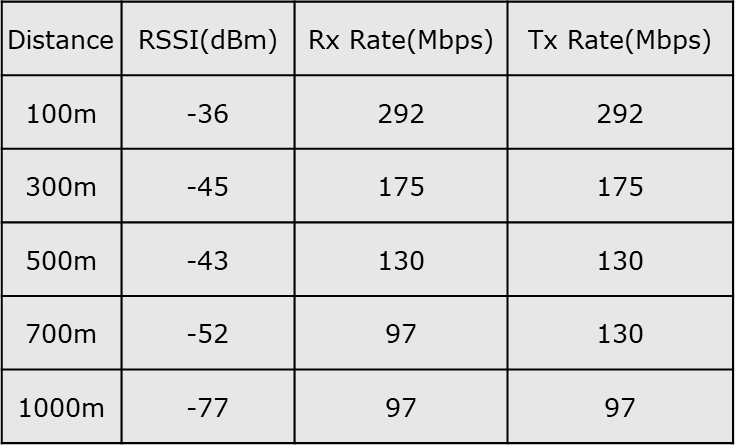 Distance RSSI(dBm) Rx Rate(Mbps) Tx Rate(Mbps)
100m -36 292 292
300m -45 175 175
500m -43 130 130
700m -52 97 130
1000m -77 97 97